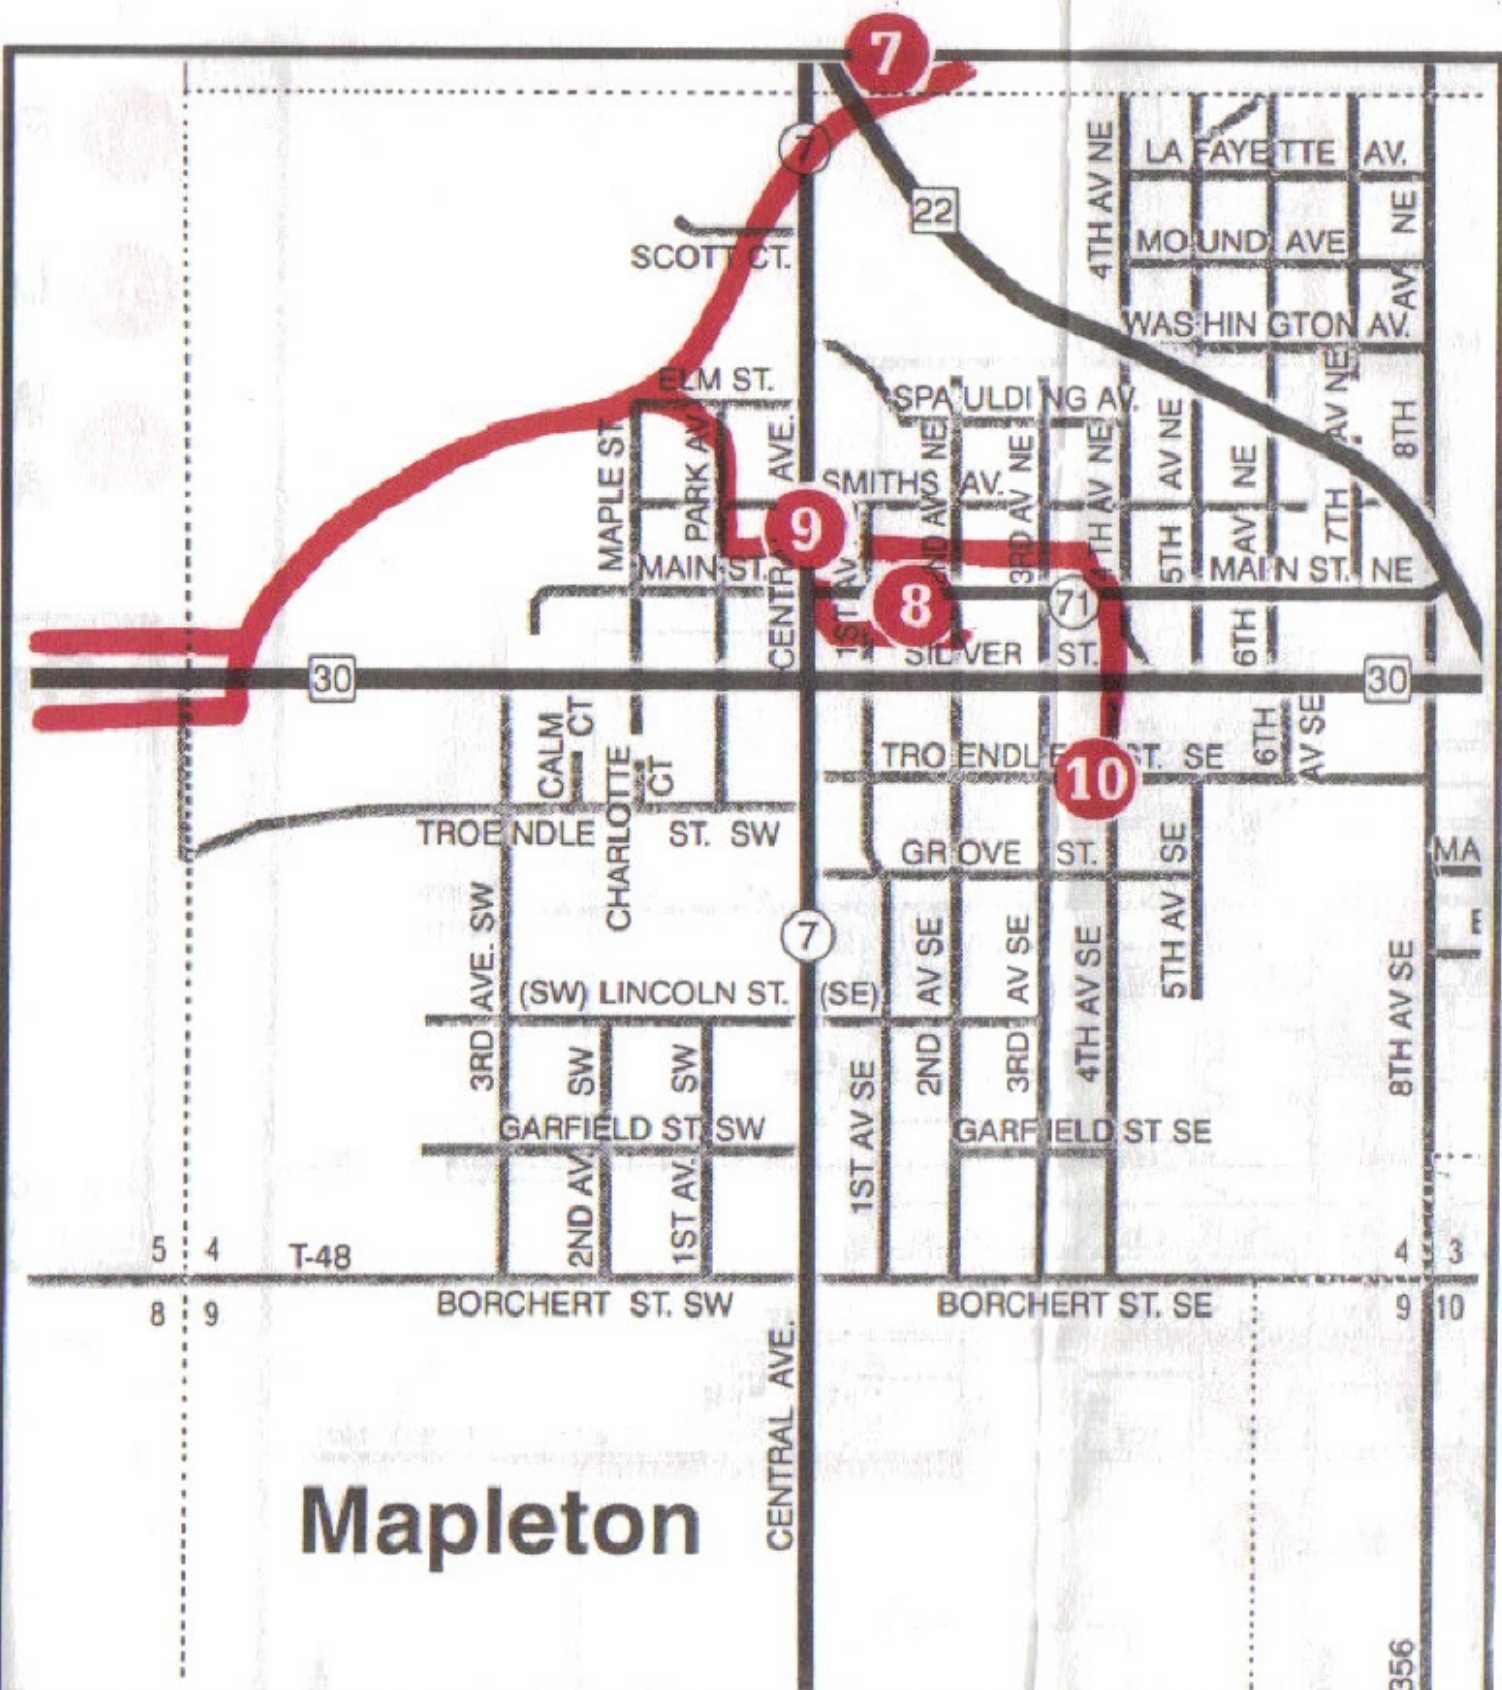 7
7
LA FAYETTE AV.
4TH AV NE
22
MOUND AVE
8TH AV NE
SCOTT CT.
WASHINGTON AV.
ELM ST.
SPAULDING AV.
MAPLE ST.
PARK AV
CENTRAL AVE.
SMITHS AV.
1ST AV.
2ND AV NE
3RD AV NE
4TH AV NE
5TH AV NE
6TH AV NE
7TH AV NE
9
MAIN ST.
MAIN ST. NE
8
71
SILVER ST.
30
30
CALM CT
CHARLOTTE CT
TROENDLE ST. SE
10
6TH AV SE
TROENDLE ST. SW
GROVE ST.
MA
E
3RD AVE. SW
7
2ND AV SE
3RD AV SE
4TH AV SE
5TH AV SE
8TH AV SE
(SW) LINCOLN ST. (SE)
2ND AV. SW
1ST AV. SW
1ST AV SE
GARFIELD ST. SW
GARFIELD ST SE
5 4
T-48
4 3
8 9
BORCHERT ST. SW
BORCHERT ST. SE
9 10
CENTRAL AVE.
Mapleton
356